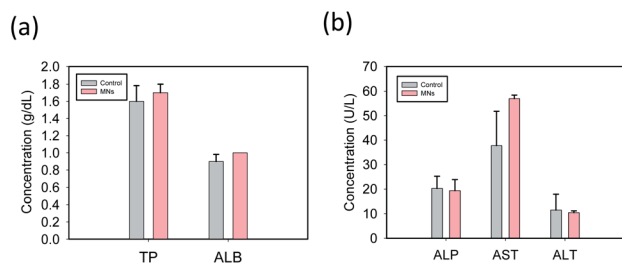 (a)
(b)
Concentration (g/dL)
2.0
1.8
1.6
1.4
1.2
1.0
0.8
0.6
0.4
0.2
0.0
Control
MNs
TP ALB
Concentration (U/L)
70
60
50
40
30
20
10
0
Control
MNs
ALP AST ALT